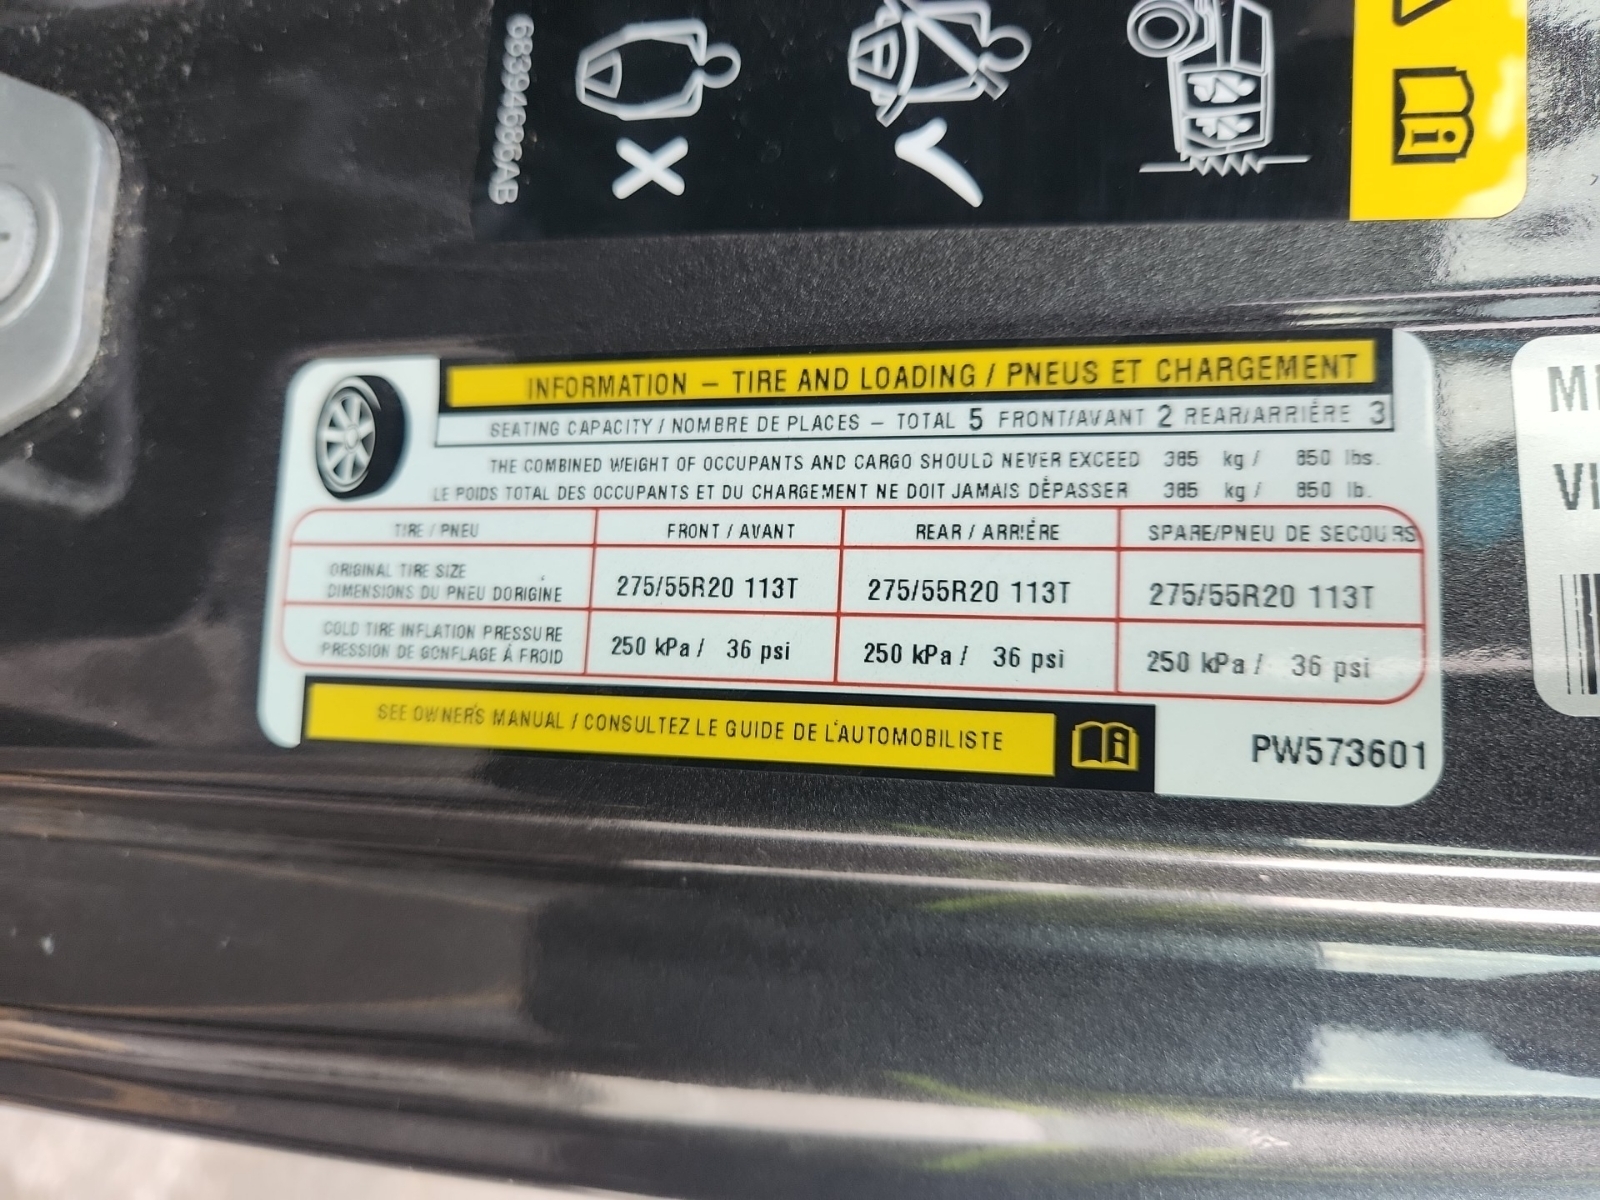 68394686AB
INFORMATION – TIRE AND LOADING / PNEUS ET CHARGEMENT
SEATING CAPACITY / NOMBRE DE PLACES – TOTAL 5 FRONT/AVANT 2 REAR/ARRIÈRE 3
THE COMBINED WEIGHT OF OCCUPANTS AND CARGO SHOULD NEVER EXCEED 385 kg / 850 lbs.
LE POIDS TOTAL DES OCCUPANTS ET DU CHARGEMENT NE DOIT JAMAIS DÉPASSER 385 kg / 850 lb.
TIRE / PNEU FRONT / AVANT REAR / ARRIÉRE SPARE/PNEU DE SECOURS
ORIGINAL TIRE SIZE
DIMENSIONS DU PNEU DORIGINE 275/55R20 113T 275/55R20 113T 275/55R20 113T
COLD TIRE INFLATION PRESSURE
PRESSION DE GONFLAGE Á FROID 250 kPa / 36 psi 250 kPa / 36 psi 250 kPa / 36 psi
SEE OWNER'S MANUAL / CONSULTEZ LE GUIDE DE L'AUTOMOBILISTE
PW573601